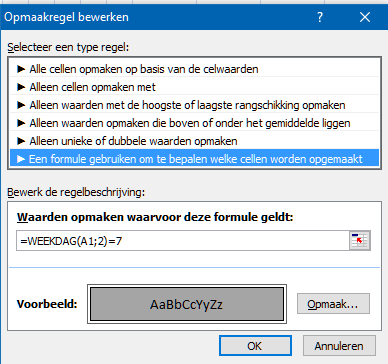 Opmaakregel bewerken ? ×
Selecteer een type regel:
► Alle cellen opmaken op basis van de celwaarden
► Alleen cellen opmaken met
► Alleen waarden met de hoogste of laagste rangschikking opmaken
► Alleen waarden opmaken die boven of onder het gemiddelde liggen
► Alleen unieke of dubbele waarden opmaken
► Een formule gebruiken om te bepalen welke cellen worden opgemaakt
Bewerk de regelbeschrijving:
Waarden opmaken waarvoor deze formule geldt:
=WEEKDAG(A1;2)=7
Voorbeeld: AaBbCcYyZz Opmaak...
OK Annuleren